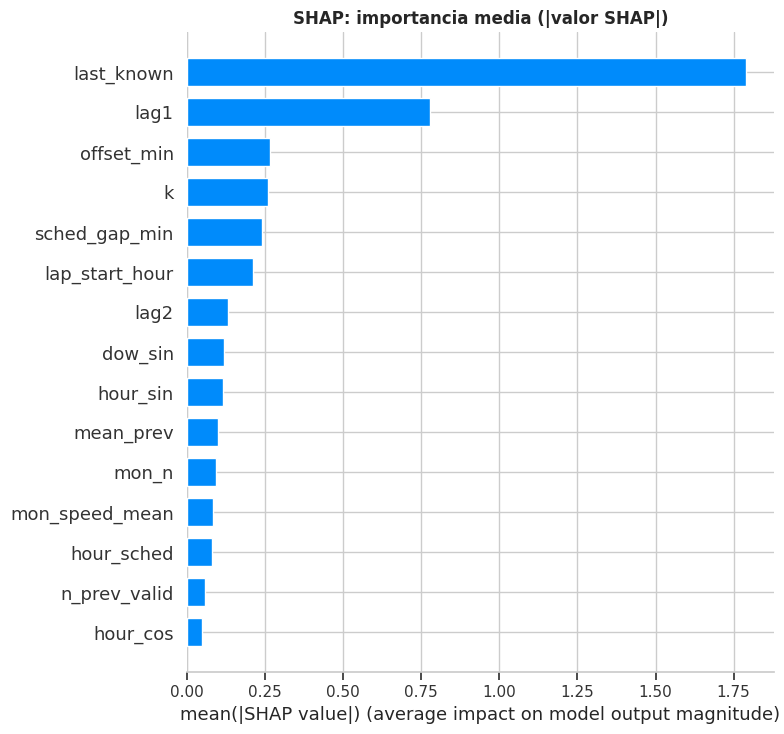 SHAP: importancia media (|valor SHAP|)
last_known
lag1
offset_min
k
sched_gap_min
lap_start_hour
lag2
dow_sin
hour_sin
mean_prev
mon_n
mon_speed_mean
hour_sched
n_prev_valid
hour_cos
0.00 0.25 0.50 0.75 1.00 1.25 1.50 1.75
mean(|SHAP value|) (average impact on model output magnitude)